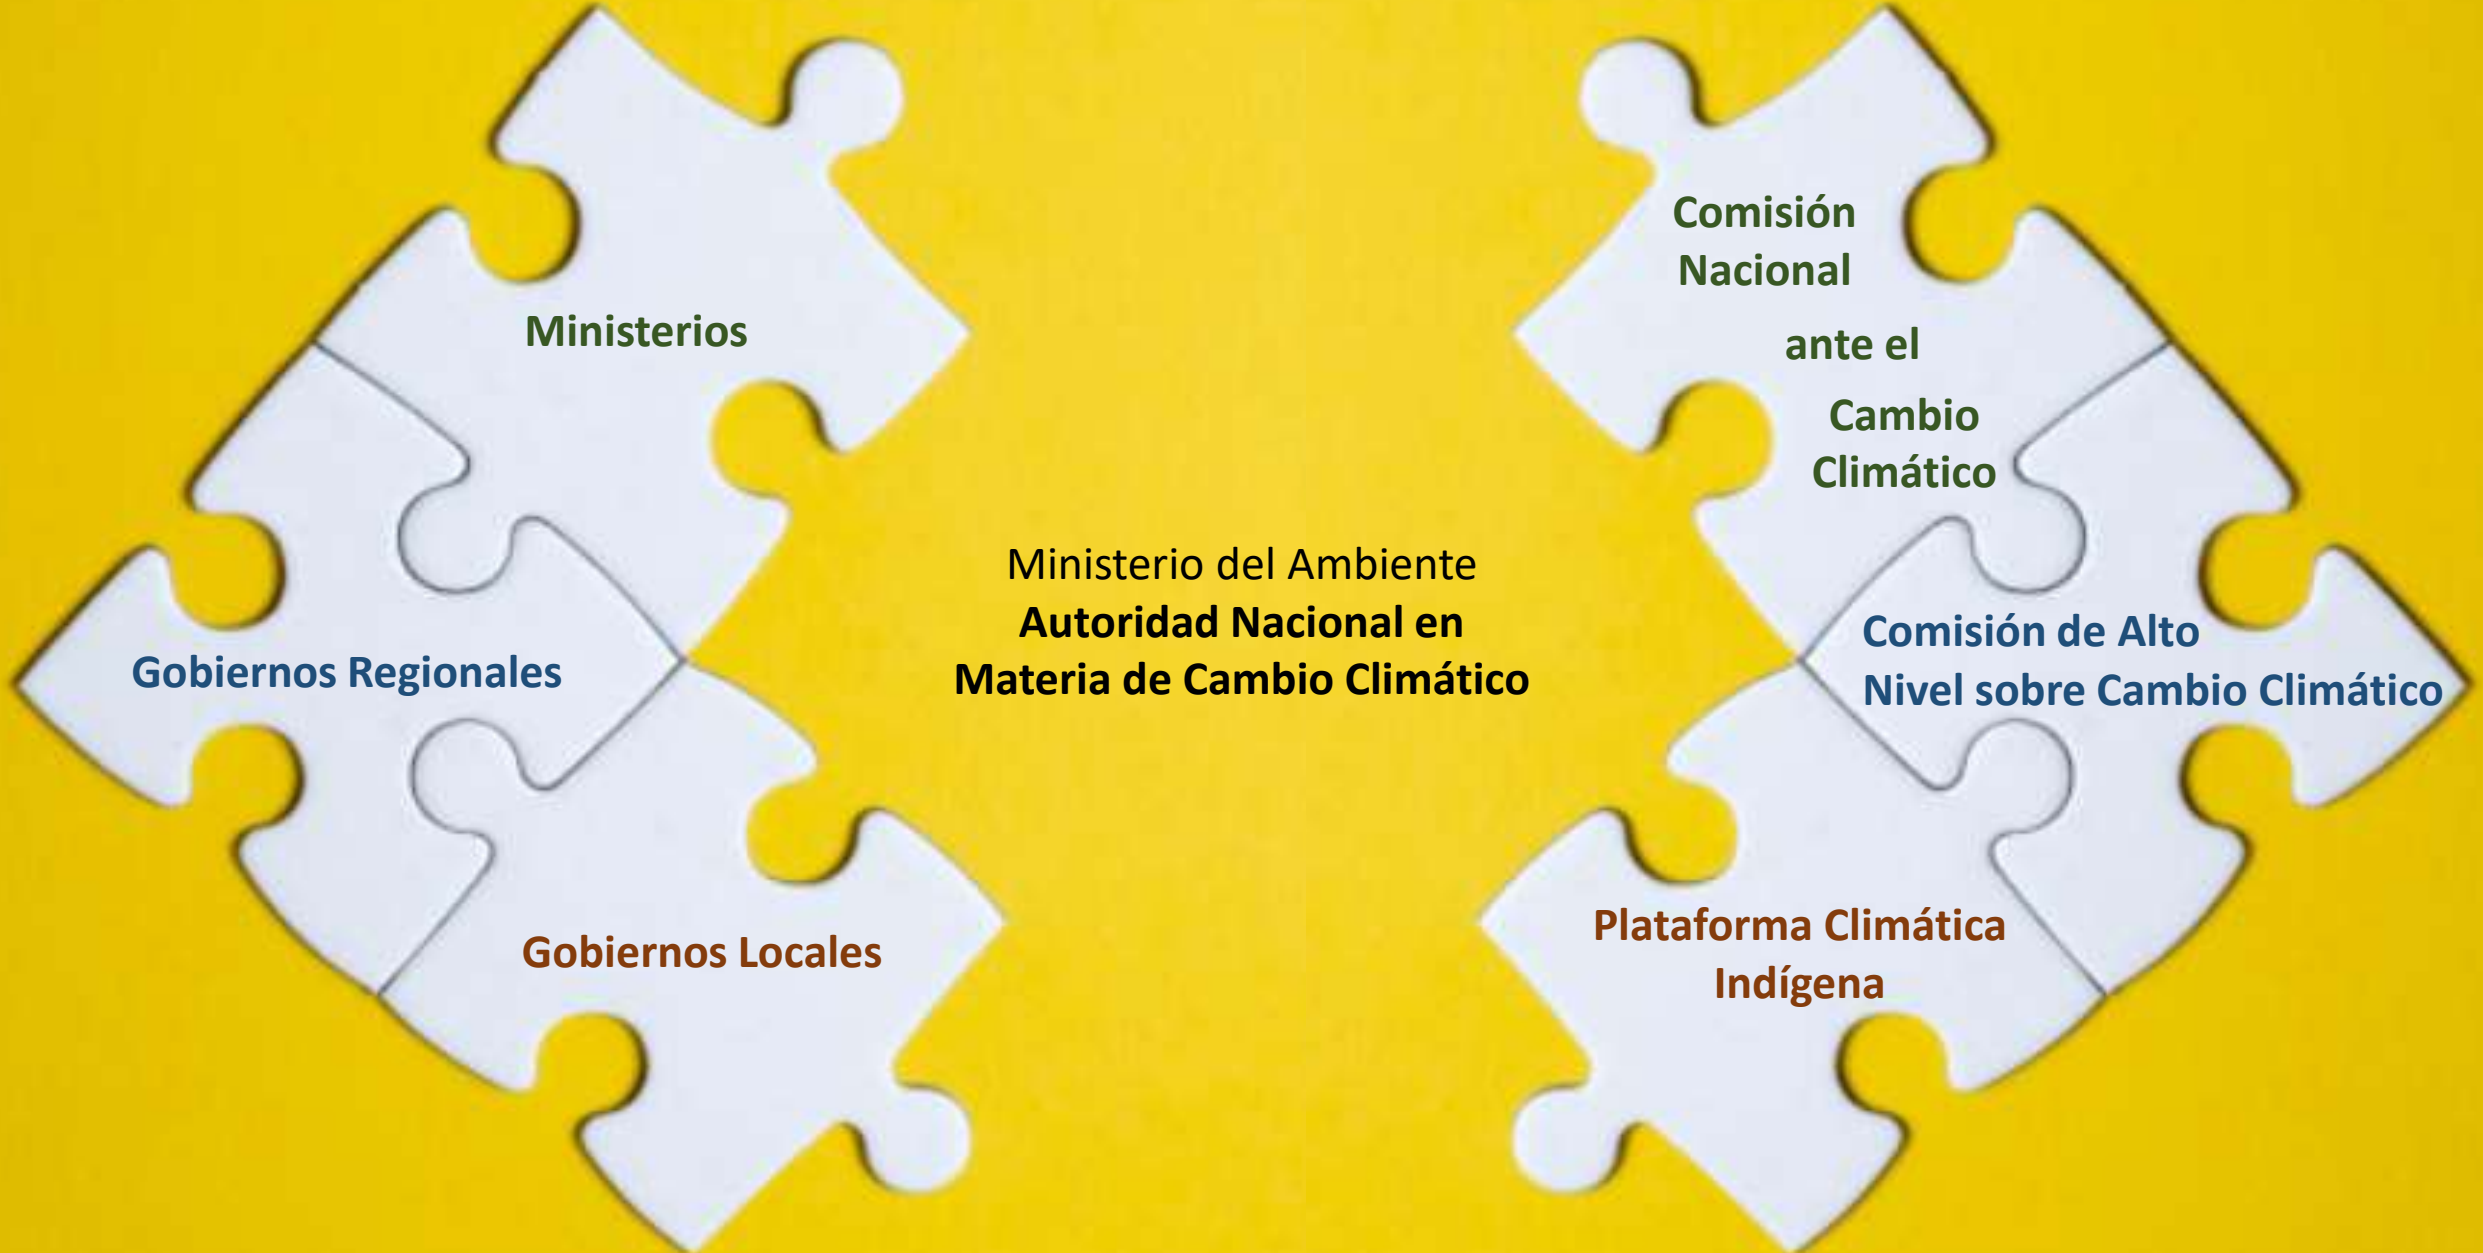 Ministerios
Gobiernos Regionales
Gobiernos Locales
Ministerio del Ambiente
Autoridad Nacional en
Materia de Cambio Climático
Comisión
Nacional
ante el
Cambio
Climático
Comisión de Alto
Nivel sobre Cambio Climático
Plataforma Climática
Indígena